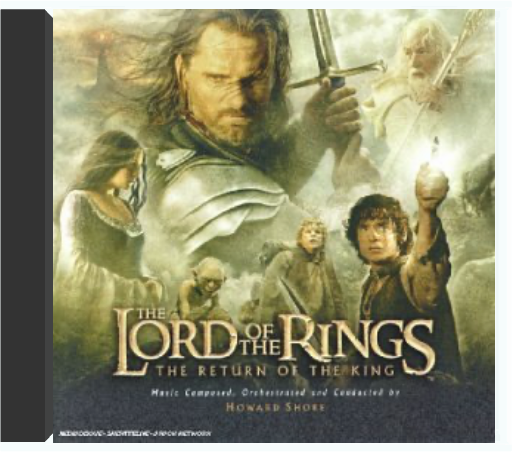 THE
LORD OF THE RINGS
THE RETURN OF THE KING
Music Composed, Orchestrated and Conducted by
HOWARD SHORE